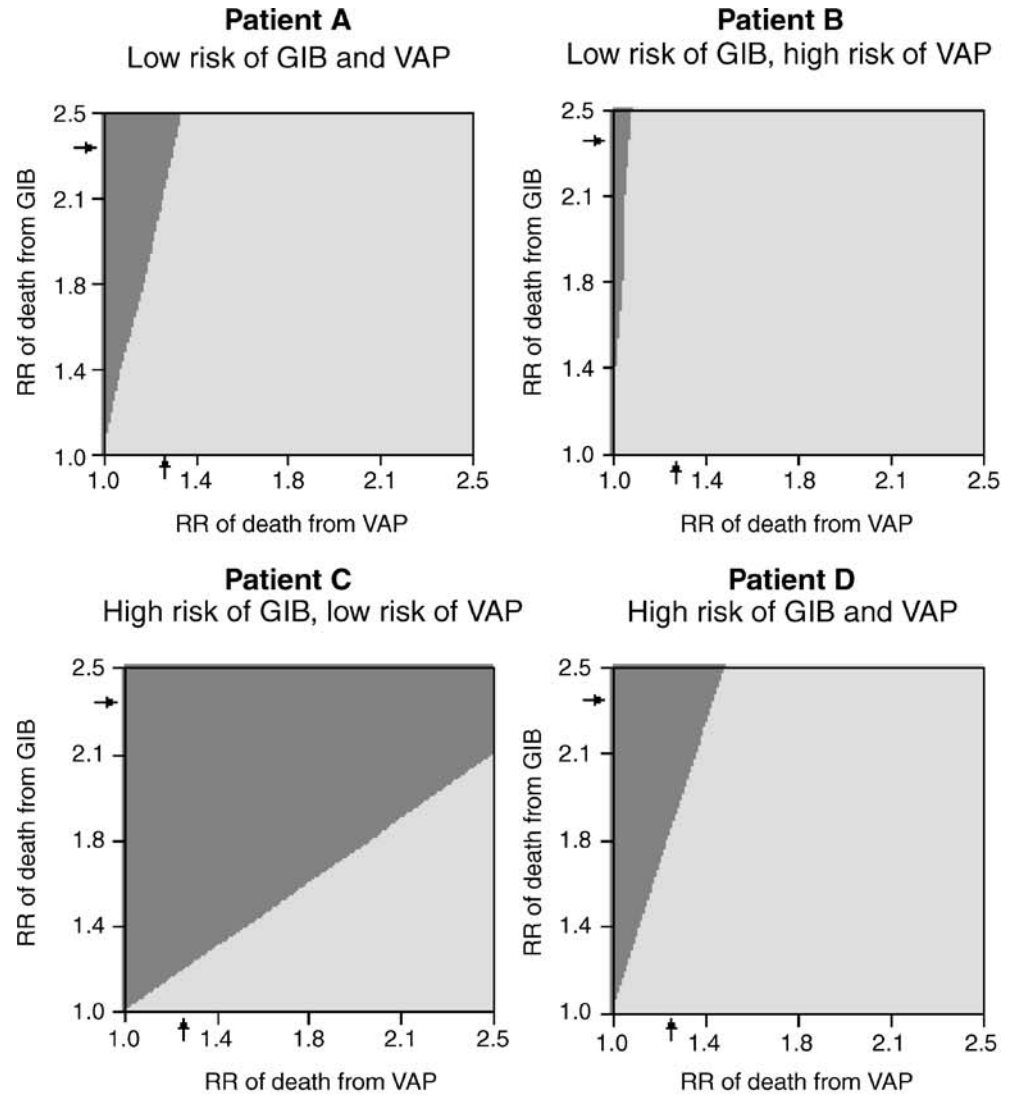 Patient A
Low risk of GIB and VAP
2.5
2.1
1.8
1.4
1.0
RR of death from GIB
1.0 1.4 1.8 2.1 2.5
RR of death from VAP
Patient B
Low risk of GIB, high risk of VAP
2.5
2.1
1.8
1.4
1.0
RR of death from GIB
1.0 1.4 1.8 2.1 2.5
RR of death from VAP
Patient C
High risk of GIB, low risk of VAP
2.5
2.1
1.8
1.4
1.0
RR of death from GIB
1.0 1.4 1.8 2.1 2.5
RR of death from VAP
Patient D
High risk of GIB and VAP
2.5
2.1
1.8
1.4
1.0
RR of death from GIB
1.0 1.4 1.8 2.1 2.5
RR of death from VAP